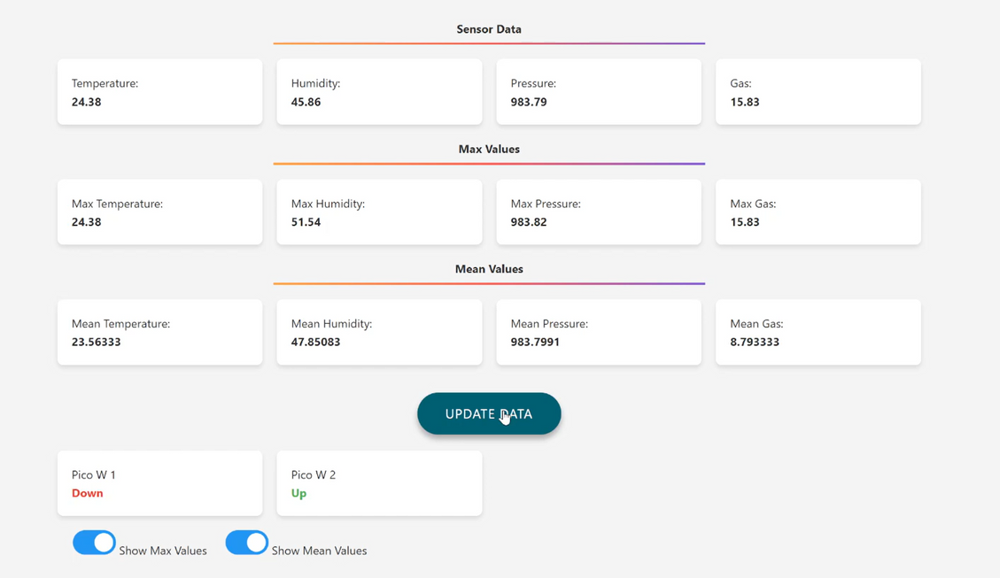 Sensor Data
Temperature:
24.38
Humidity:
45.86
Pressure:
983.79
Gas:
15.83
Max Values
Max Temperature:
24.38
Max Humidity:
51.54
Max Pressure:
983.82
Max Gas:
15.83
Mean Values
Mean Temperature:
23.56333
Mean Humidity:
47.85083
Mean Pressure:
983.7991
Mean Gas:
8.793333
UPDATE DATA
Pico W 1
Down
Pico W 2
Up
Show Max Values
Show Mean Values